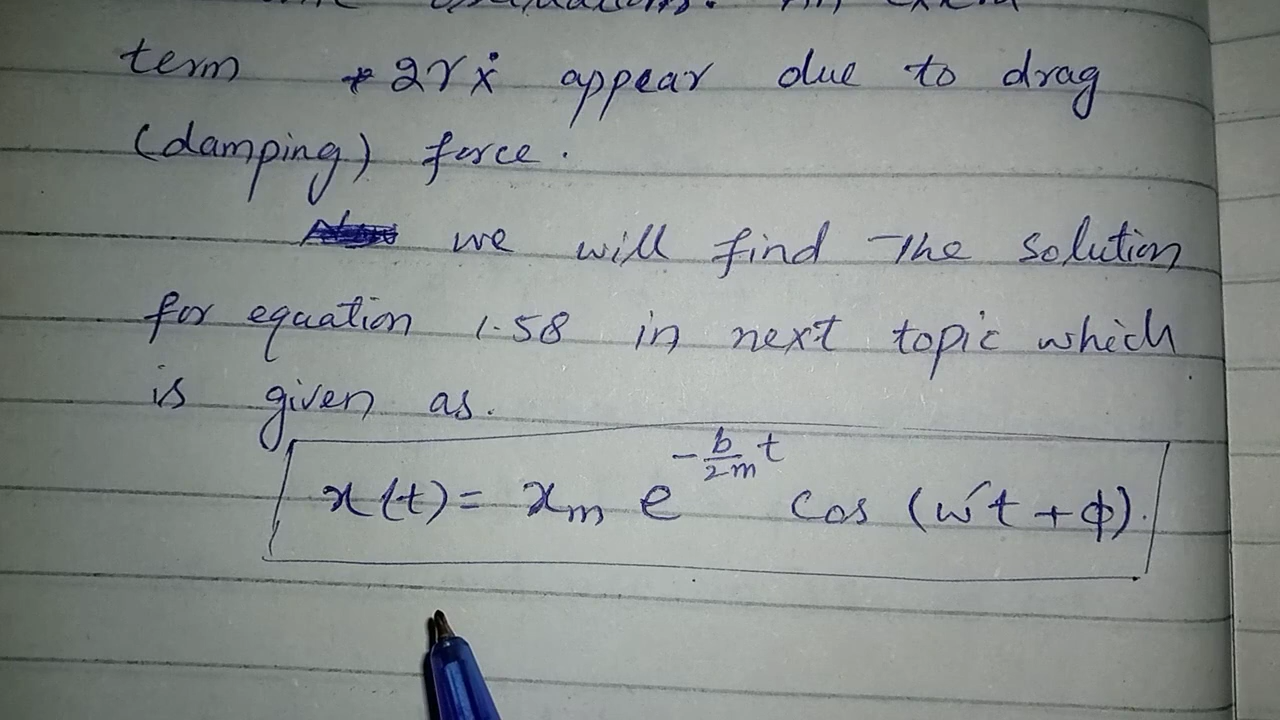 term + 2γẋ appear due to drag
(damping) force.
we will find the solution
for equation 1.58 in next topic which
is given as.
x(t) = xₘ e^(-b/2m t) cos (ω't + φ).